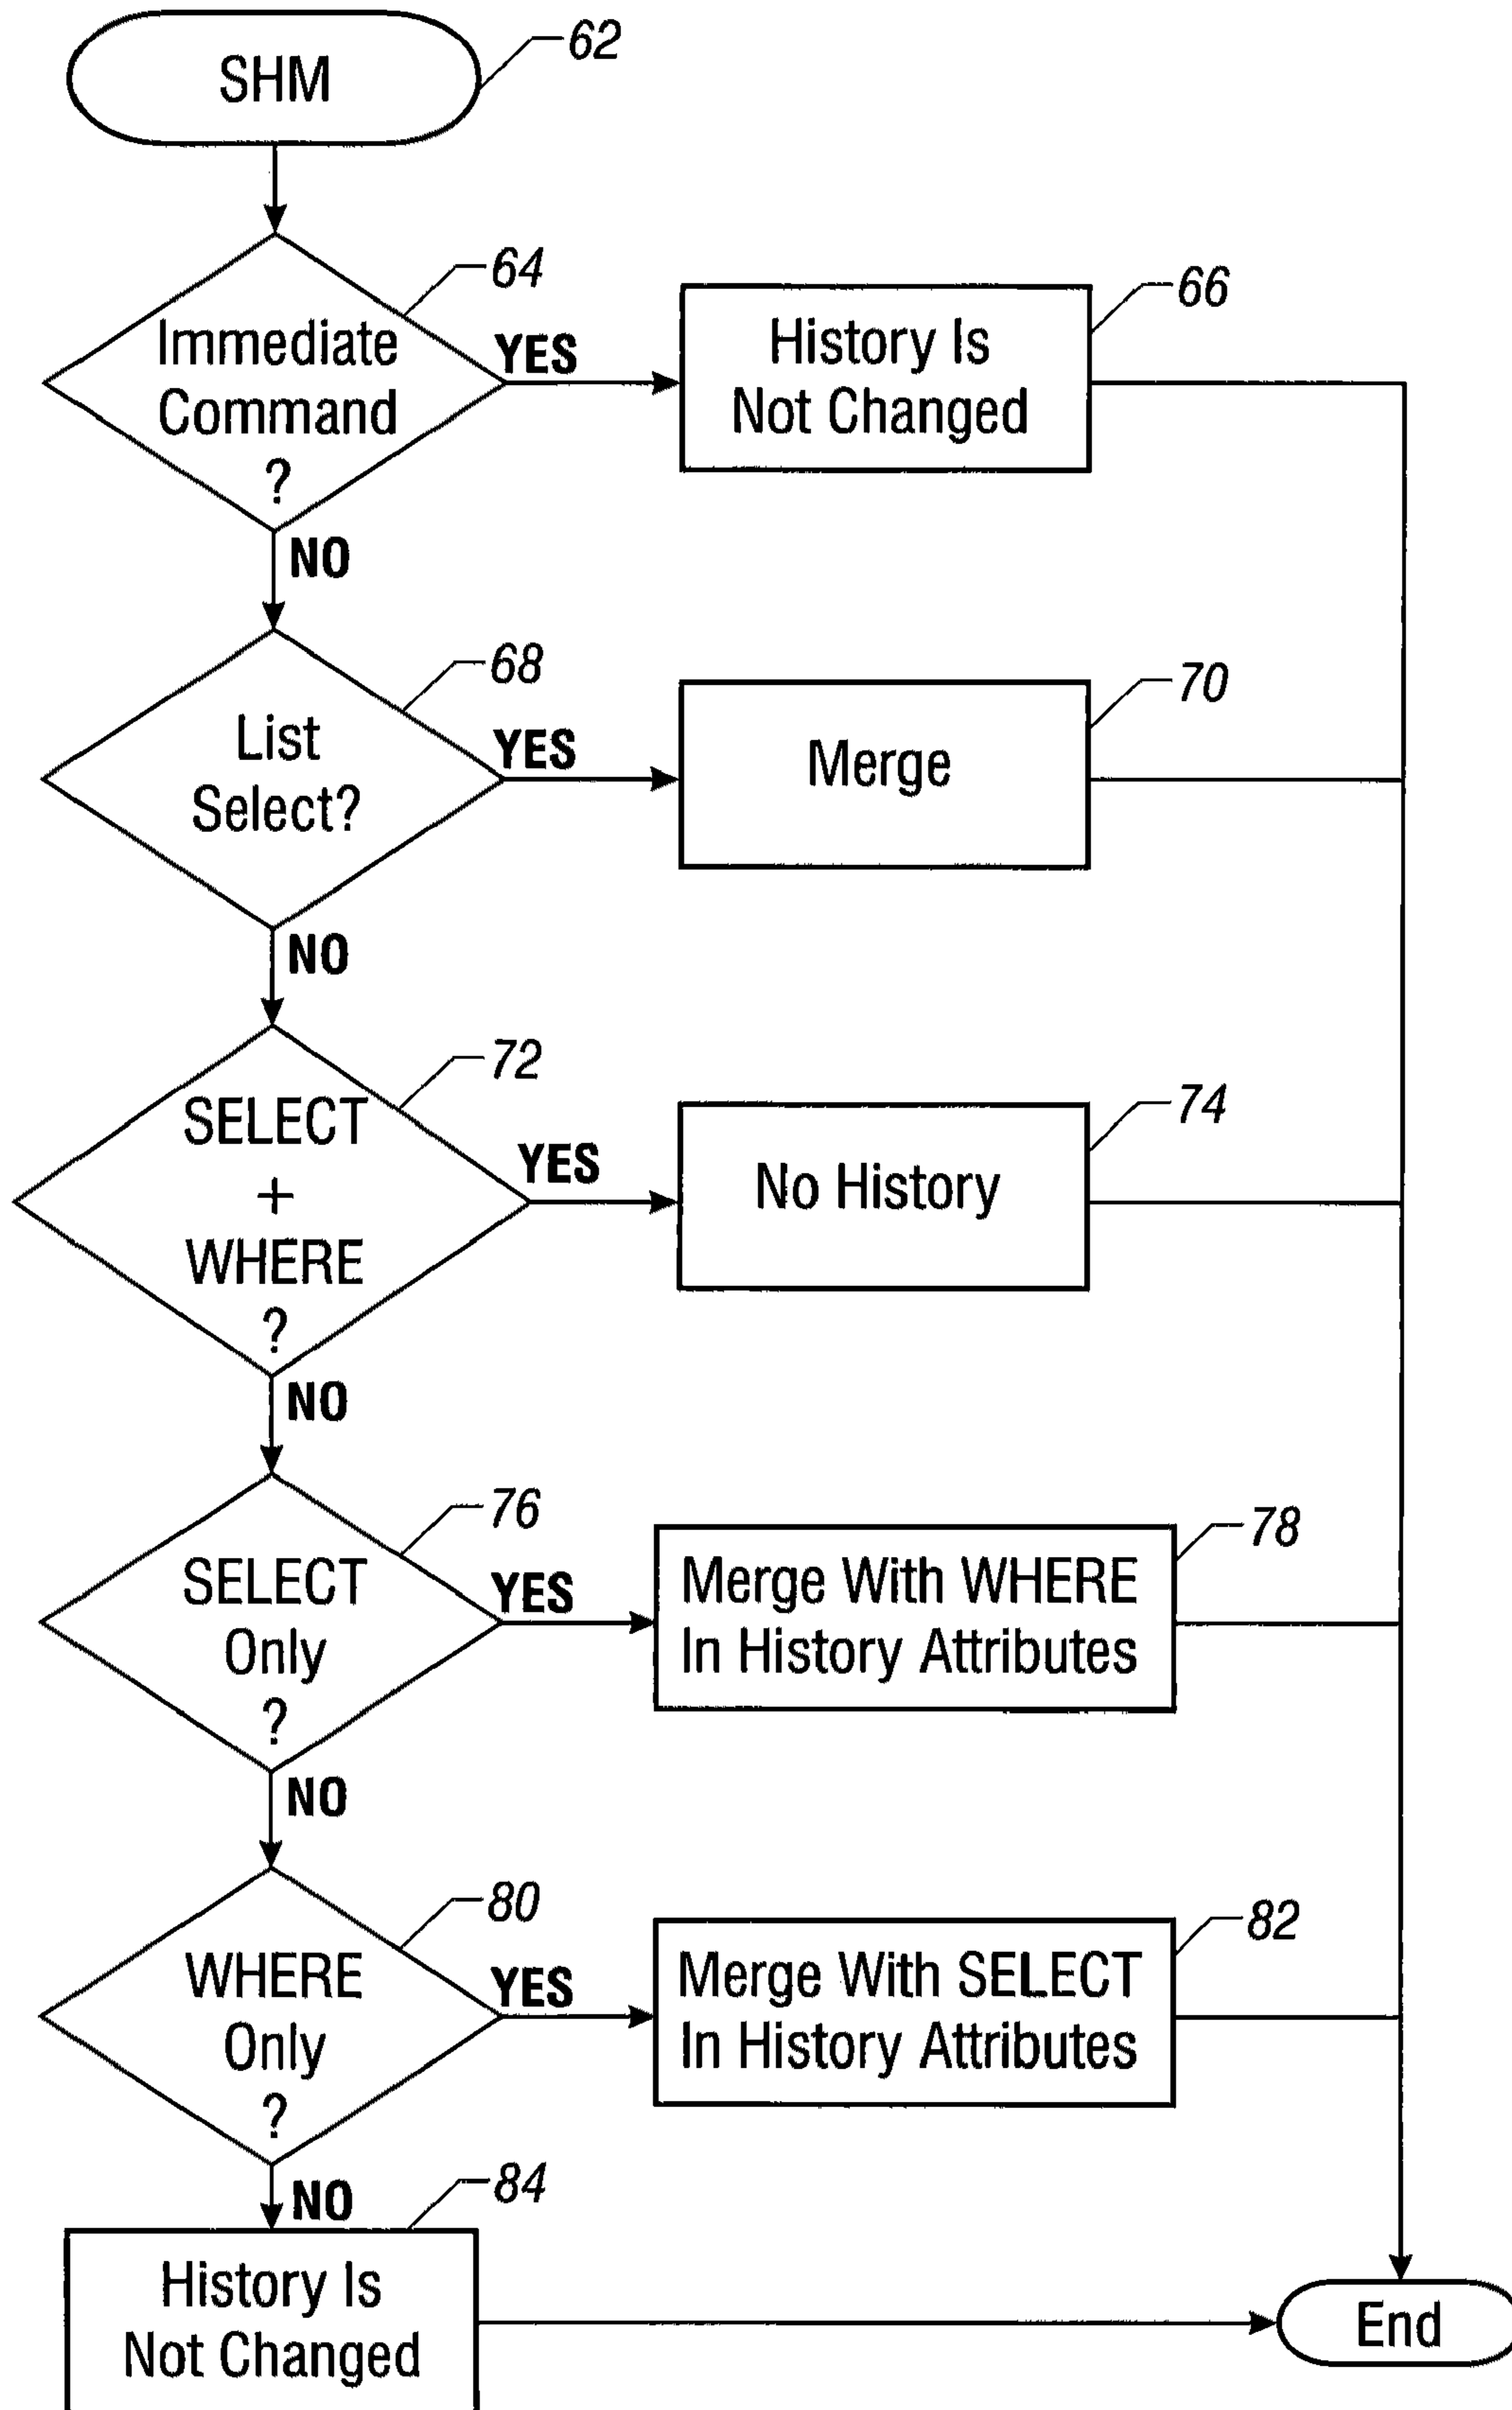 SHM
62
Immediate
Command
?
64
YES
History Is
Not Changed
66
NO
List
Select?
68
YES
Merge
70
NO
SELECT
+
WHERE
?
72
YES
No History
74
NO
SELECT
Only
?
76
YES
Merge With WHERE
In History Attributes
78
NO
WHERE
Only
?
80
YES
Merge With SELECT
In History Attributes
82
NO
84
History Is
Not Changed
End